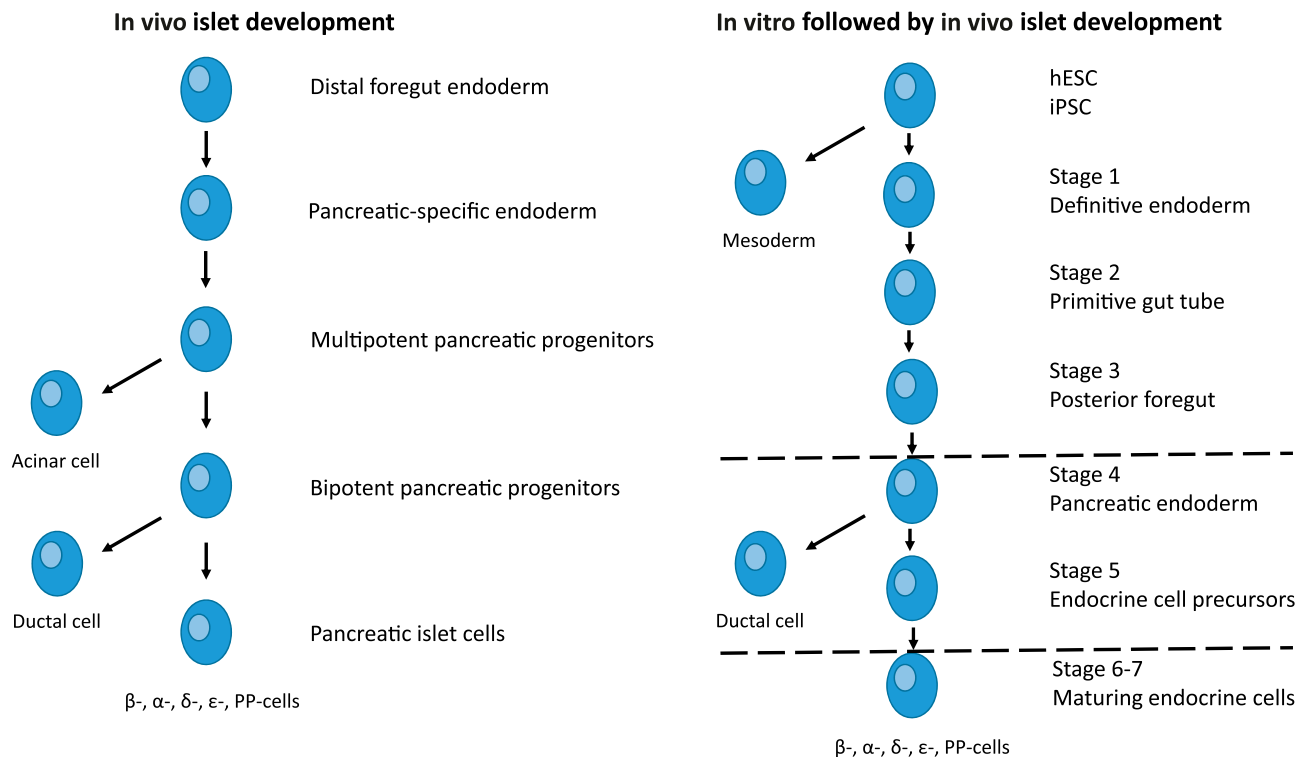 In vivo islet development
Distal foregut endoderm
Pancreatic-specific endoderm
Multipotent pancreatic progenitors
Acinar cell
Bipotent pancreatic progenitors
Ductal cell
Pancreatic islet cells
β-, α-, δ-, ε-, PP-cells
In vitro followed by in vivo islet development
hESC
iPSC
Stage 1
Definitive endoderm
Mesoderm
Stage 2
Primitive gut tube
Stage 3
Posterior foregut
Stage 4
Pancreatic endoderm
Stage 5
Endocrine cell precursors
Ductal cell
Stage 6-7
Maturing endocrine cells
β-, α-, δ-, ε-, PP-cells